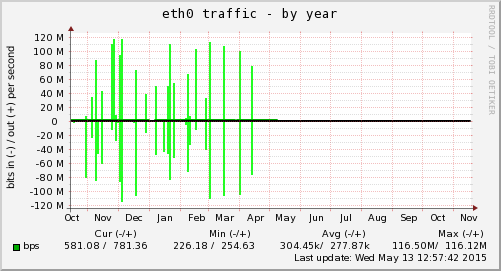 eth0 traffic - by year
RRDTOOL / TOBI OETIKER
bits in (-) / out (+) per second
120 M
100 M
80 M
60 M
40 M
20 M
0
-20 M
-40 M
-60 M
-80 M
-100 M
-120 M
Oct Nov Dec Jan Feb Mar Apr May Jun Jul Aug Sep Oct Nov
Cur (-/+) Min (-/+) Avg (-/+) Max (-/+)
bps 581.08 / 781.36 226.18 / 254.63 304.45k/ 277.87k 116.50M/ 116.12M
Last update: Wed May 13 12:57:42 2015